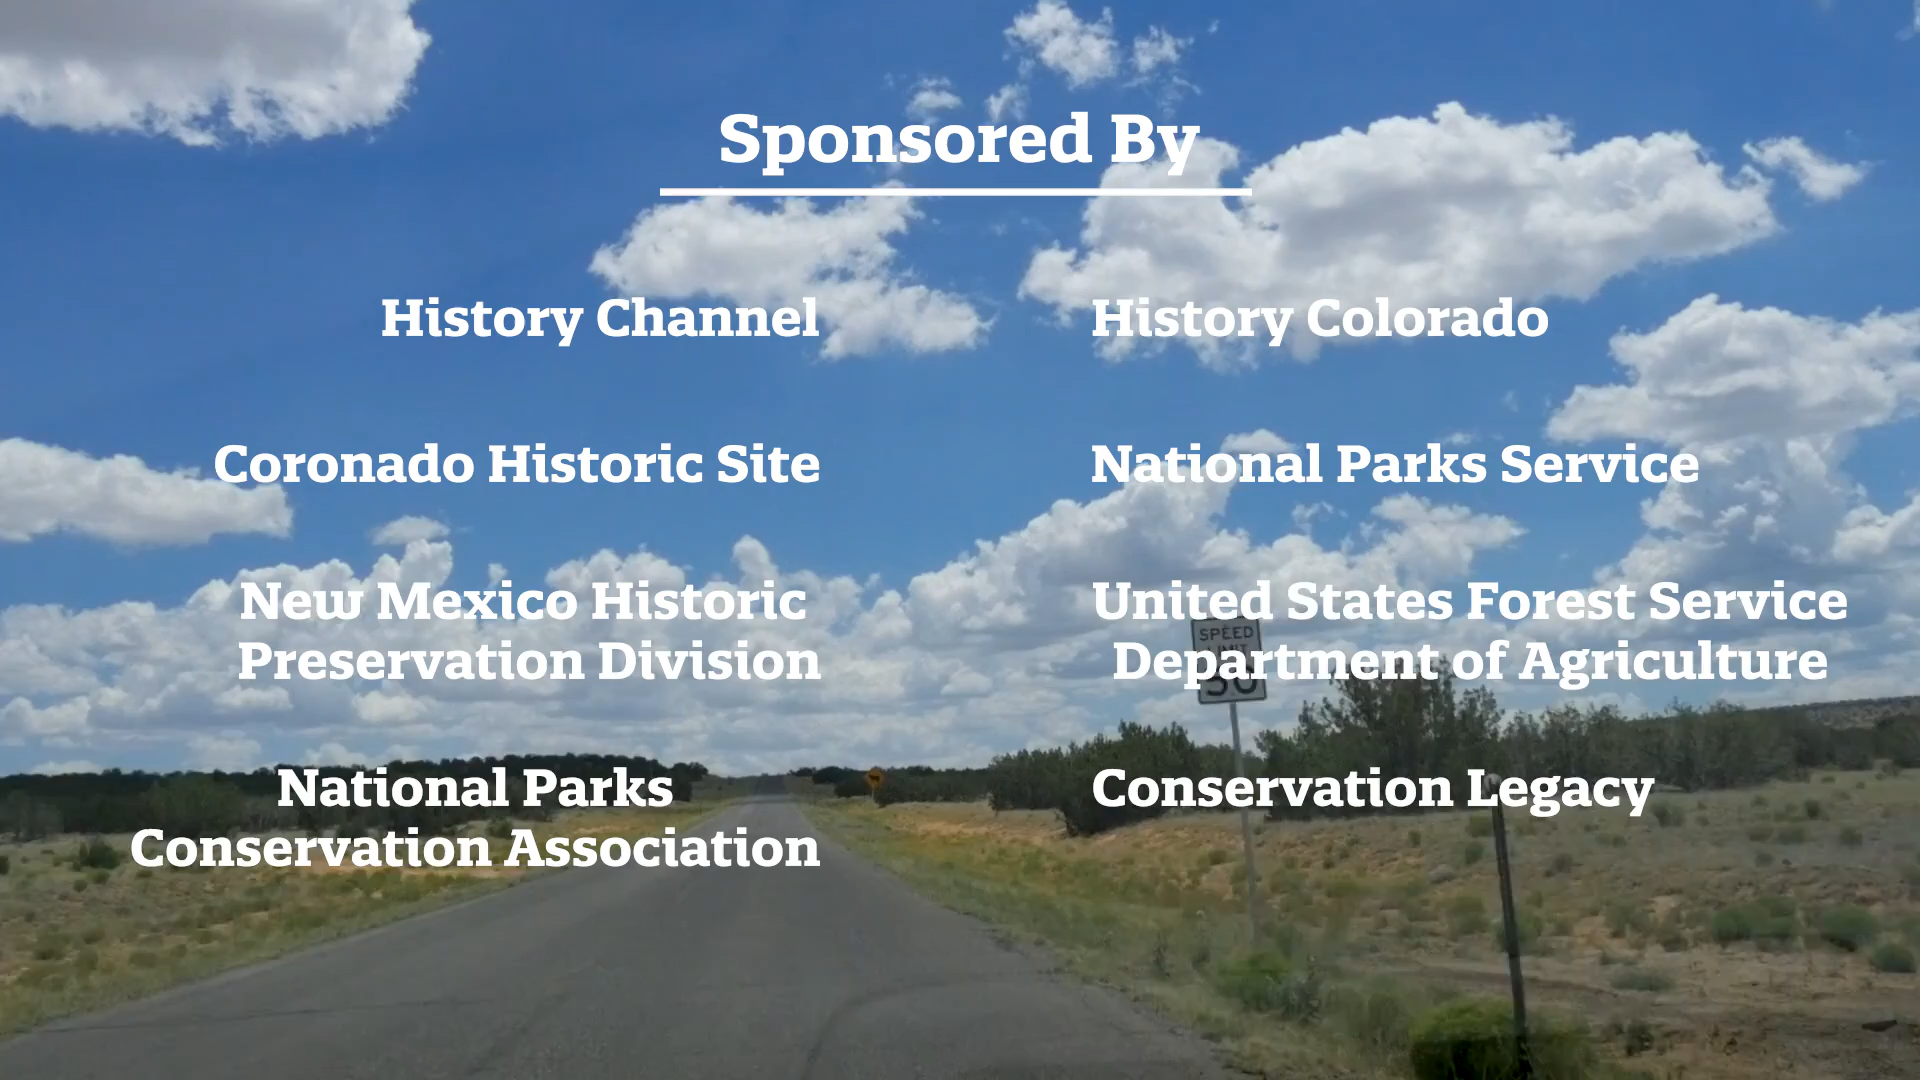 Sponsored By
History Channel
History Colorado
Coronado Historic Site
National Parks Service
New Mexico Historic
Preservation Division
United States Forest Service
Department of Agriculture
National Parks
Conservation Association
Conservation Legacy
SPEED
LIMIT